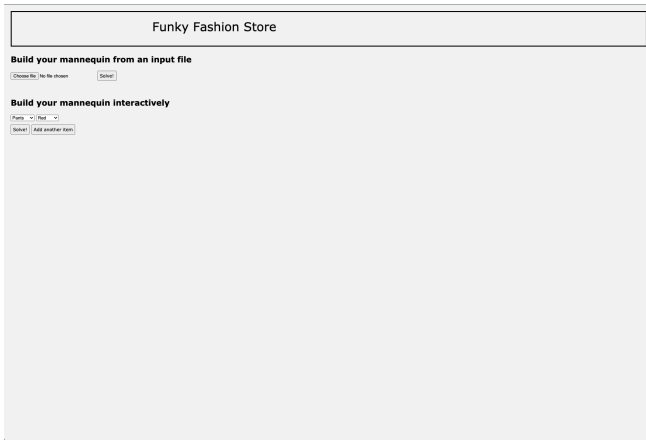 Funky Fashion Store
Build your mannequin from an input file
Choose file No file chosen Solve!
Build your mannequin interactively
Pants Red
Solve! Add another item